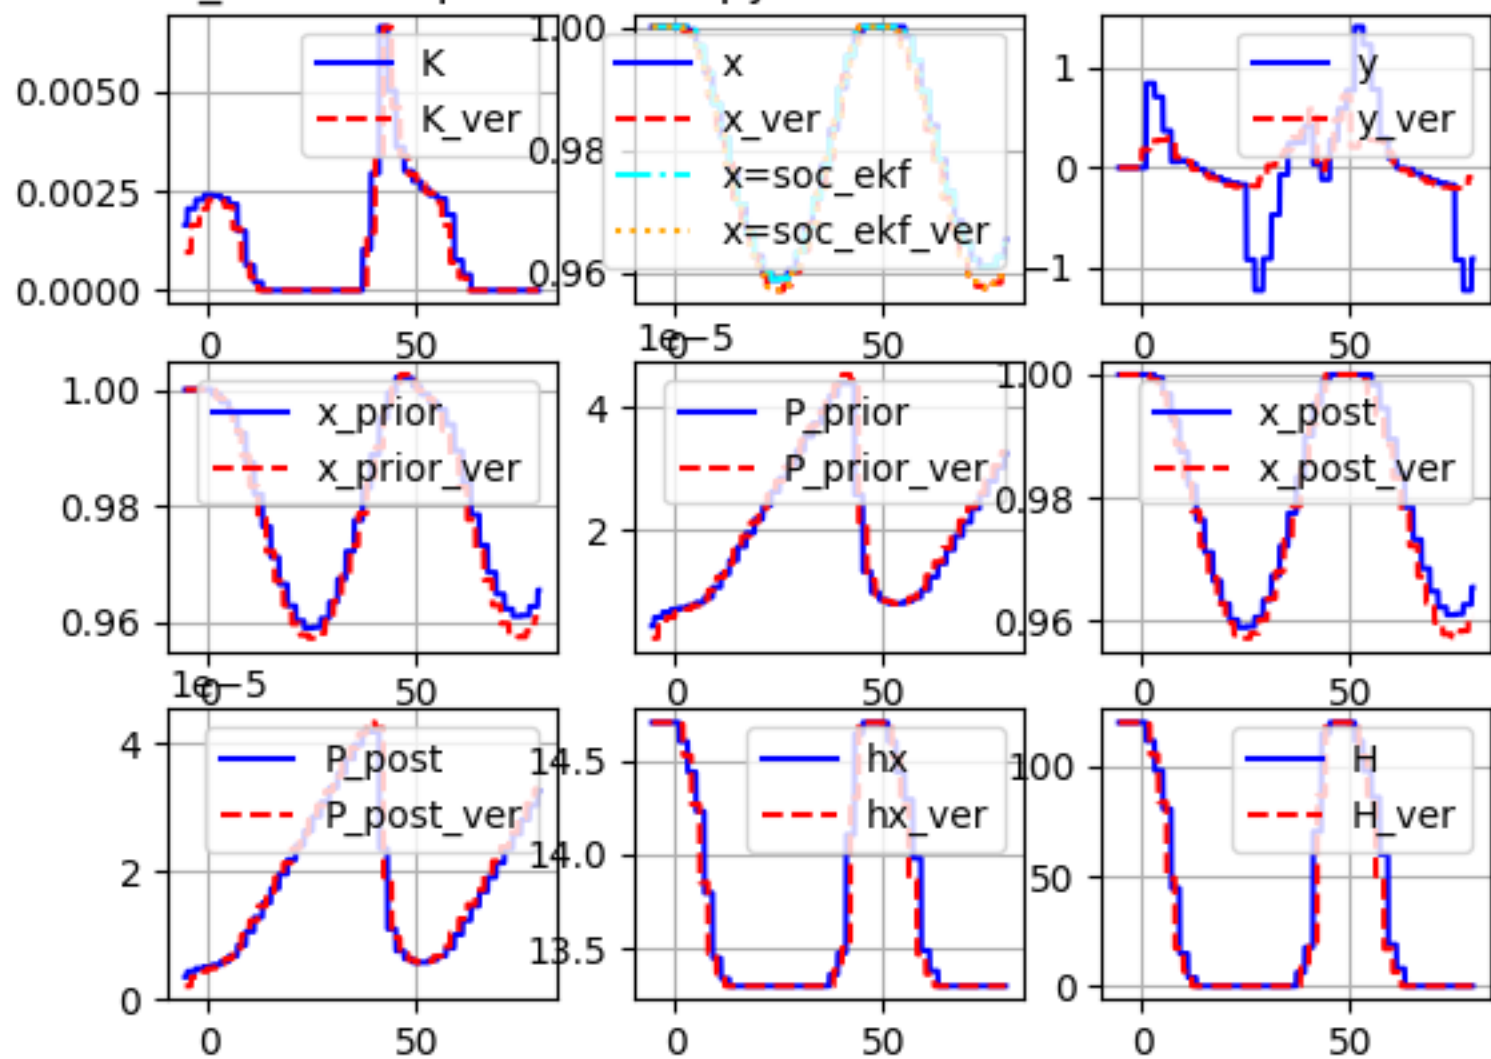 K
K_ver
0.0050
0.0025
0.0000
0 50
x
x_ver
x=soc_ekf
x=soc_ekf_ver
1.00
0.98
0.96
0 50
y
y_ver
1
0
−1
0 50
x_prior
x_prior_ver
1.00
0.98
0.96
0 50
1e−5
P_prior
P_prior_ver
4
2
0 50
x_post
x_post_ver
1.00
0.98
0.96
0 50
1e−5
P_post
P_post_ver
4
2
0
0 50
hx
hx_ver
14.5
14.0
13.5
0 50
H
H_ver
100
50
0
0 50